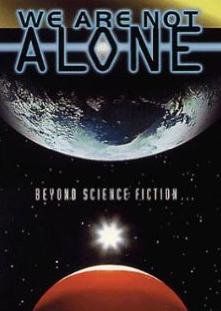 WE ARE NOT
ALONE
BEYOND SCIENCE FICTION...